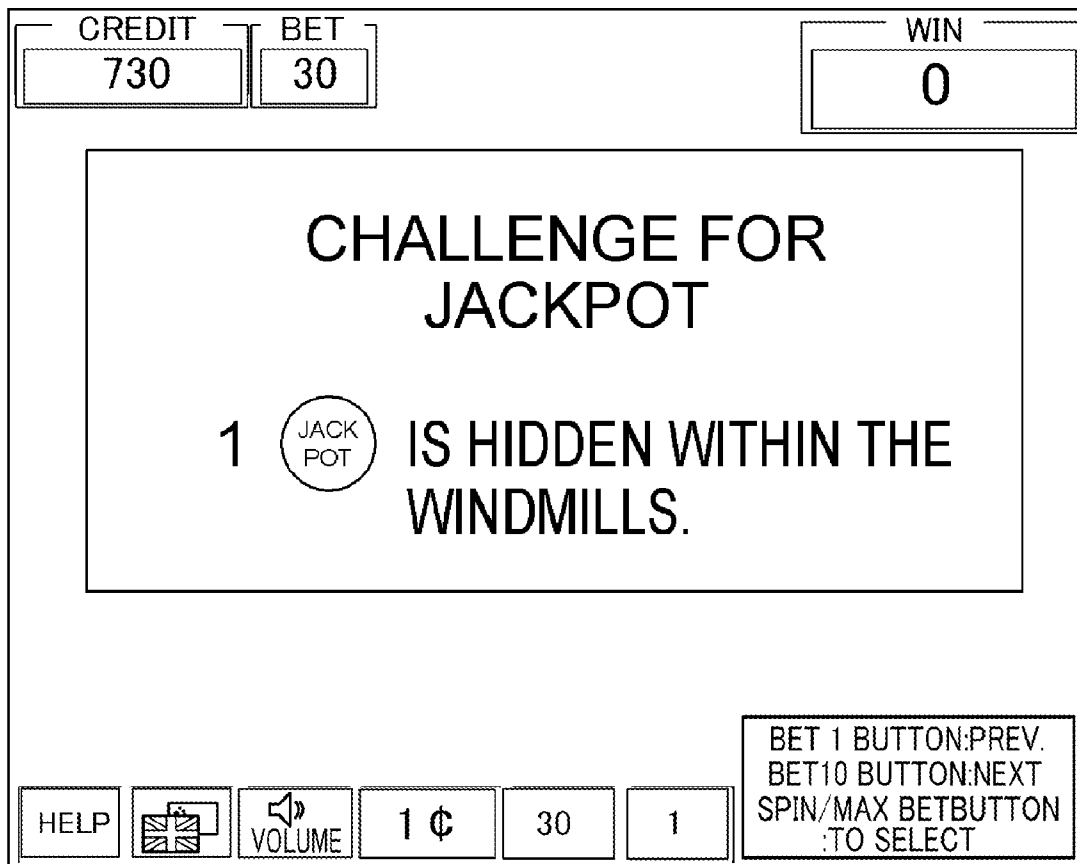 CREDIT BET WIN
730 30 0
CHALLENGE FOR
JACKPOT
1 JACK POT IS HIDDEN WITHIN THE
WINDMILLS.
BET 1 BUTTON:PREV.
BET10 BUTTON:NEXT
SPIN/MAX BETBUTTON
:TO SELECT
HELP VOLUME 1 ¢ 30 1